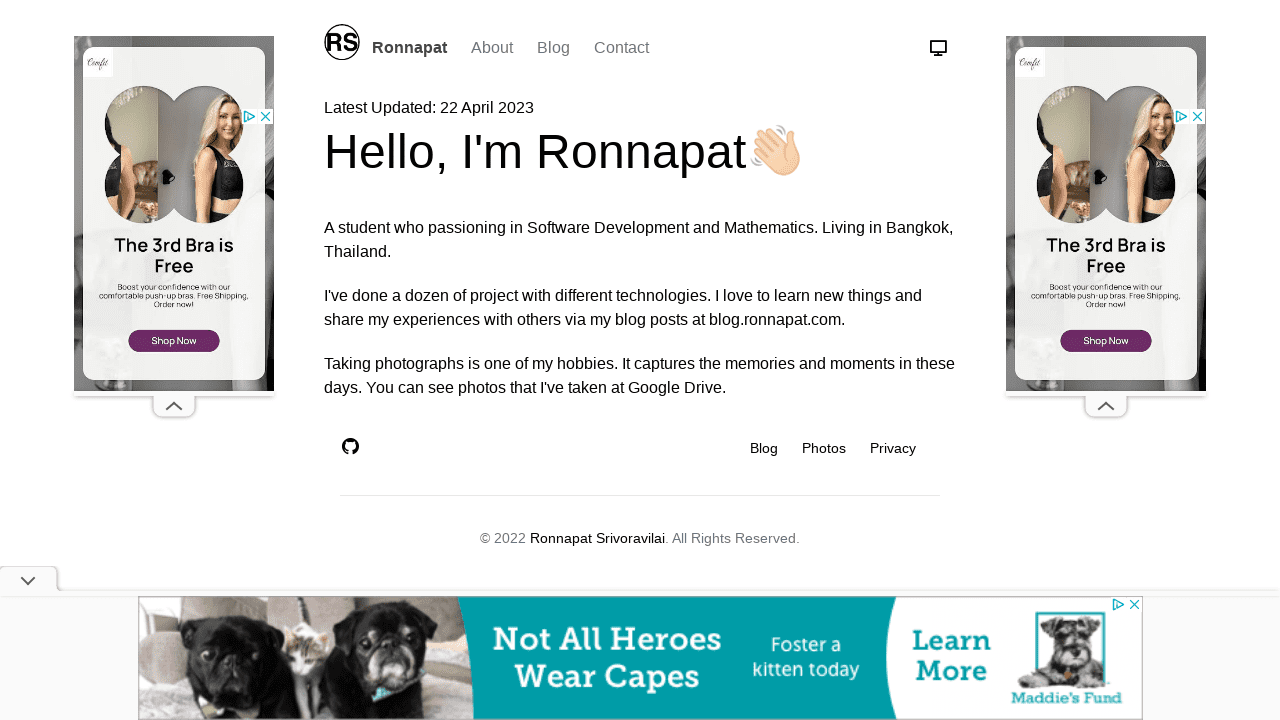 RS
Ronnapat
About
Blog
Contact
Latest Updated: 22 April 2023
Hello, I'm Ronnapat👋🏻
A student who passioning in Software Development and Mathematics. Living in Bangkok,
Thailand.
I've done a dozen of project with different technologies. I love to learn new things and
share my experiences with others via my blog posts at blog.ronnapat.com.
Taking photographs is one of my hobbies. It captures the memories and moments in these
days. You can see photos that I've taken at Google Drive.
Blog
Photos
Privacy
© 2022 Ronnapat Srivoravilai. All Rights Reserved.
Comfit
The 3rd Bra is
Free
Boost your confidence with our
comfortable push-up bras. Free Shipping,
Order now!
Shop Now
Comfit
The 3rd Bra is
Free
Boost your confidence with our
comfortable push-up bras. Free Shipping,
Order now!
Shop Now
Not All Heroes
Wear Capes
Foster a
kitten today
Learn
More
Maddie's Fund